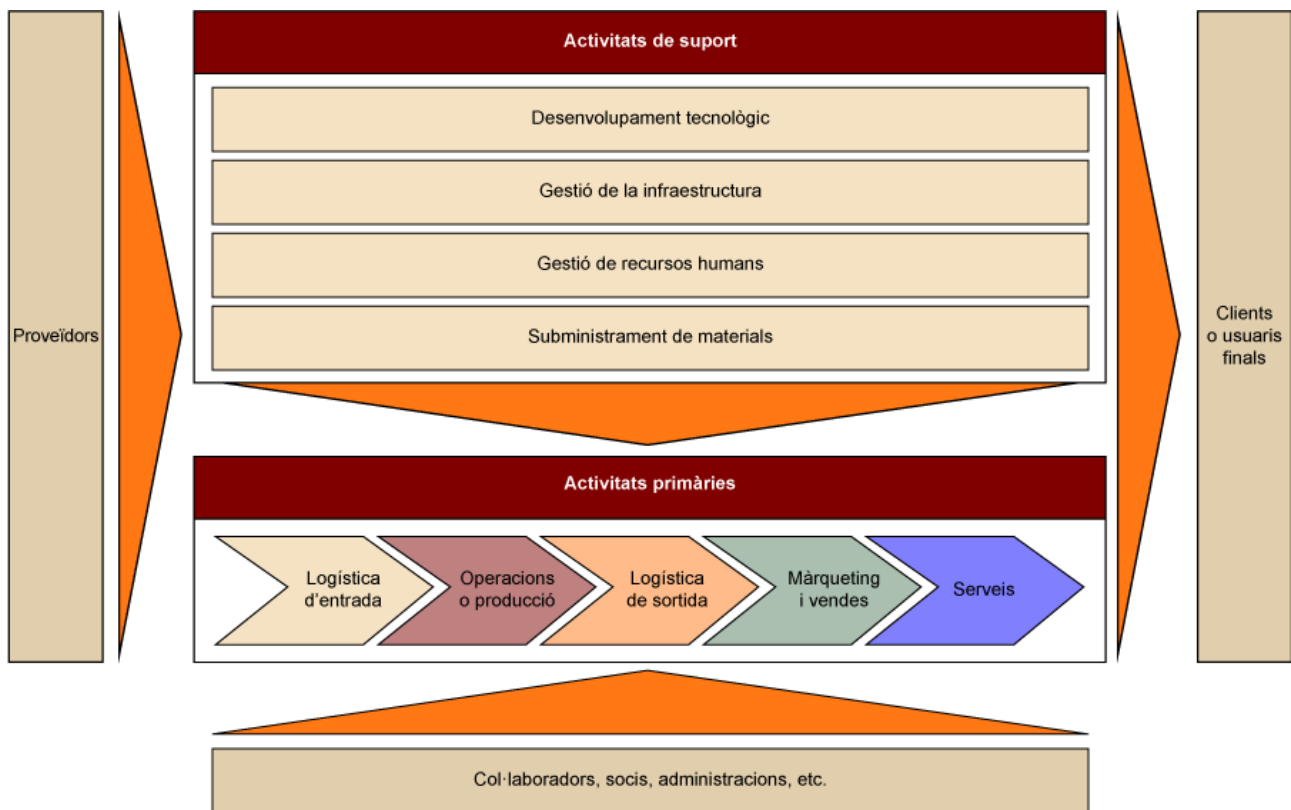 Activitats de suport
Desenvolupament tecnològic
Gestió de la infraestructura
Gestió de recursos humans
Subministrament de materials
Proveïdors
Clients
o usuaris
finals
Activitats primàries
Logística
d'entrada
Operacions
o producció
Logística
de sortida
Màrqueting
i vendes
Serveis
Col·laboradors, socis, administracions, etc.